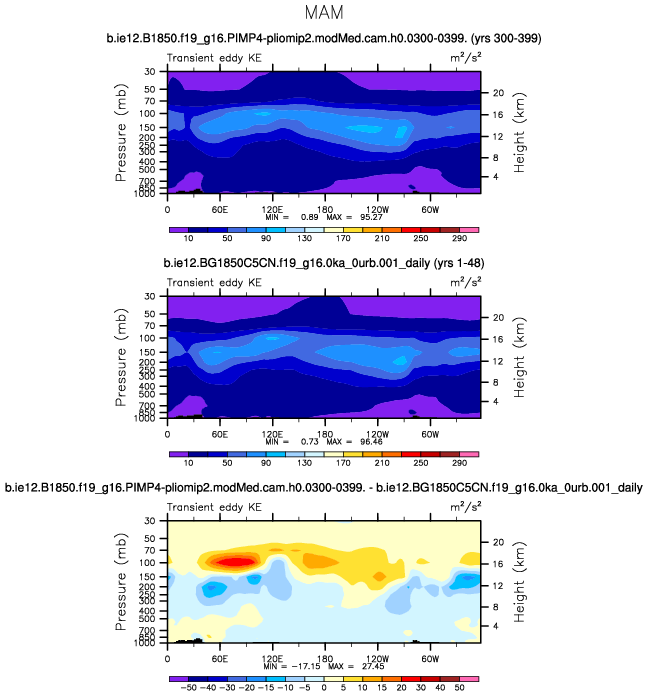 MAM
b.ie12.B1850.f19_g16.PIMP4-pliomip2.modMed.cam.h0.0300-0399. (yrs 300-399)
Transient eddy KE m²/s²
Pressure (mb)
30
50
70
100
150
200
250
300
400
500
700
850
1000
Height (km)
20
16
12
8
4
0 60E 120E 180 120W 60W
MIN = 0.89 MAX = 95.27
10 50 90 130 170 210 250 290
b.ie12.BG1850C5CN.f19_g16.0ka_0urb.001_daily (yrs 1-48)
Transient eddy KE m²/s²
Pressure (mb)
30
50
70
100
150
200
250
300
400
500
700
850
1000
Height (km)
20
16
12
8
4
0 60E 120E 180 120W 60W
MIN = 0.73 MAX = 96.46
10 50 90 130 170 210 250 290
b.ie12.B1850.f19_g16.PIMP4-pliomip2.modMed.cam.h0.0300-0399. - b.ie12.BG1850C5CN.f19_g16.0ka_0urb.001_daily
Transient eddy KE m²/s²
Pressure (mb)
30
50
70
100
150
200
250
300
400
500
700
850
1000
Height (km)
20
16
12
8
4
0 60E 120E 180 120W 60W
MIN = -17.15 MAX = 27.45
-50 -40 -30 -20 -15 -10 -5 0 5 10 15 20 30 40 50